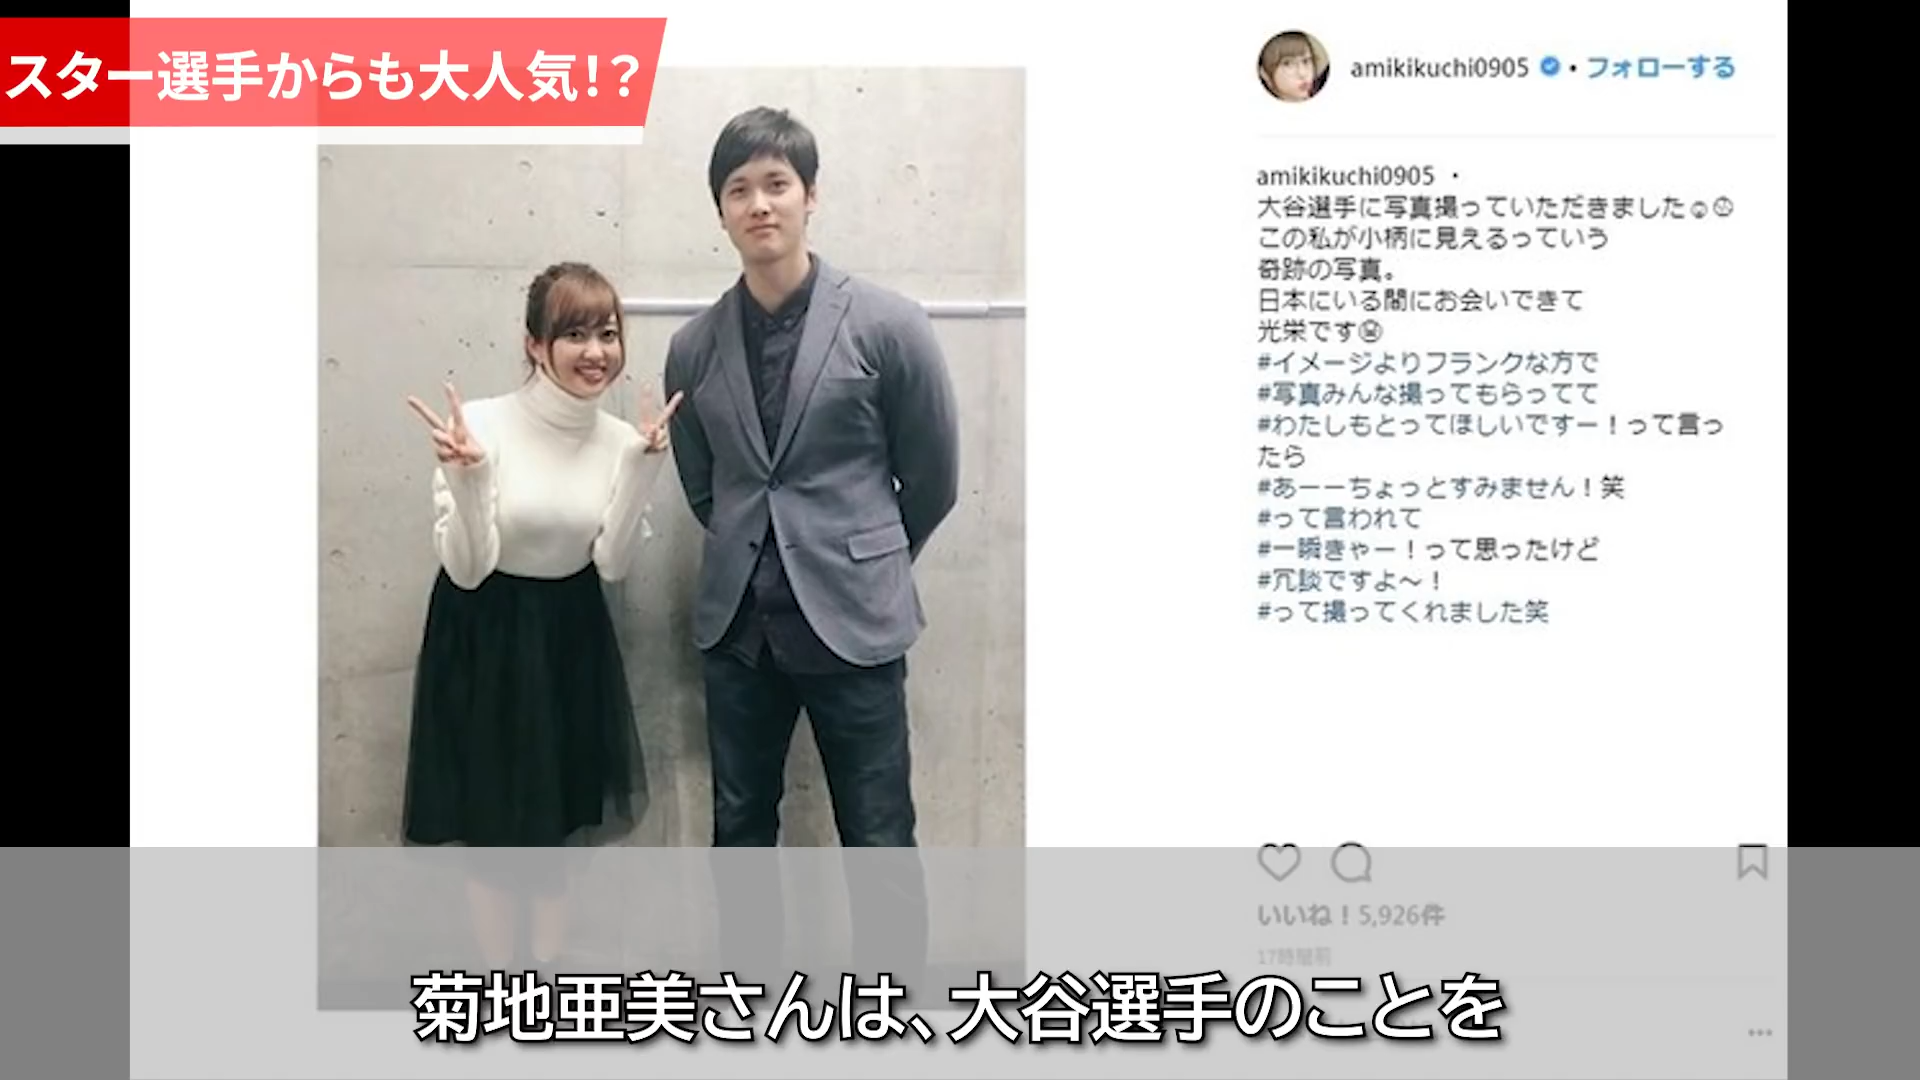 スター選手からも大人気!?
amikikuchi0905 • フォローする
amikikuchi0905 •
大谷選手に写真撮っていただきました
この私が小柄に見えるっていう
奇跡の写真。
日本にいる間にお会いできて
光栄です
#イメージよりフランクな方で
#写真みんな撮ってもらってて
#わたしもとってほしいですー！って言っ
たら
#あーーちょっとすみません！笑
#って言われて
#一瞬きゃー！って思ったけど
#冗談ですよ～！
#って撮ってくれました笑
いいね！5,926件
17時間前
菊地亜美さんは、大谷選手のことを